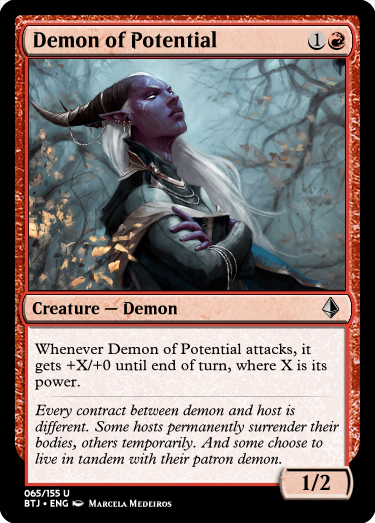 Demon of Potential 1
Creature — Demon
Whenever Demon of Potential attacks, it
gets +X/+0 until end of turn, where X is its
power.
Every contract between demon and host is
different. Some hosts permanently surrender their
bodies, others temporarily. And some choose to
live in tandem with their patron demon.
1/2
065/155 U
BTJ • ENG Marcela Medeiros